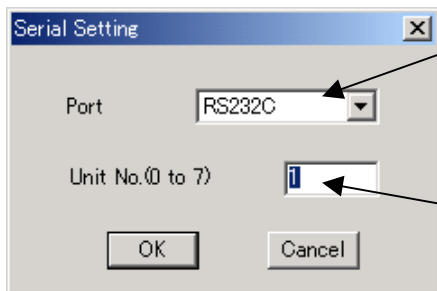 Serial Setting
Port RS232C
Unit No.(0 to 7) 1
OK Cancel